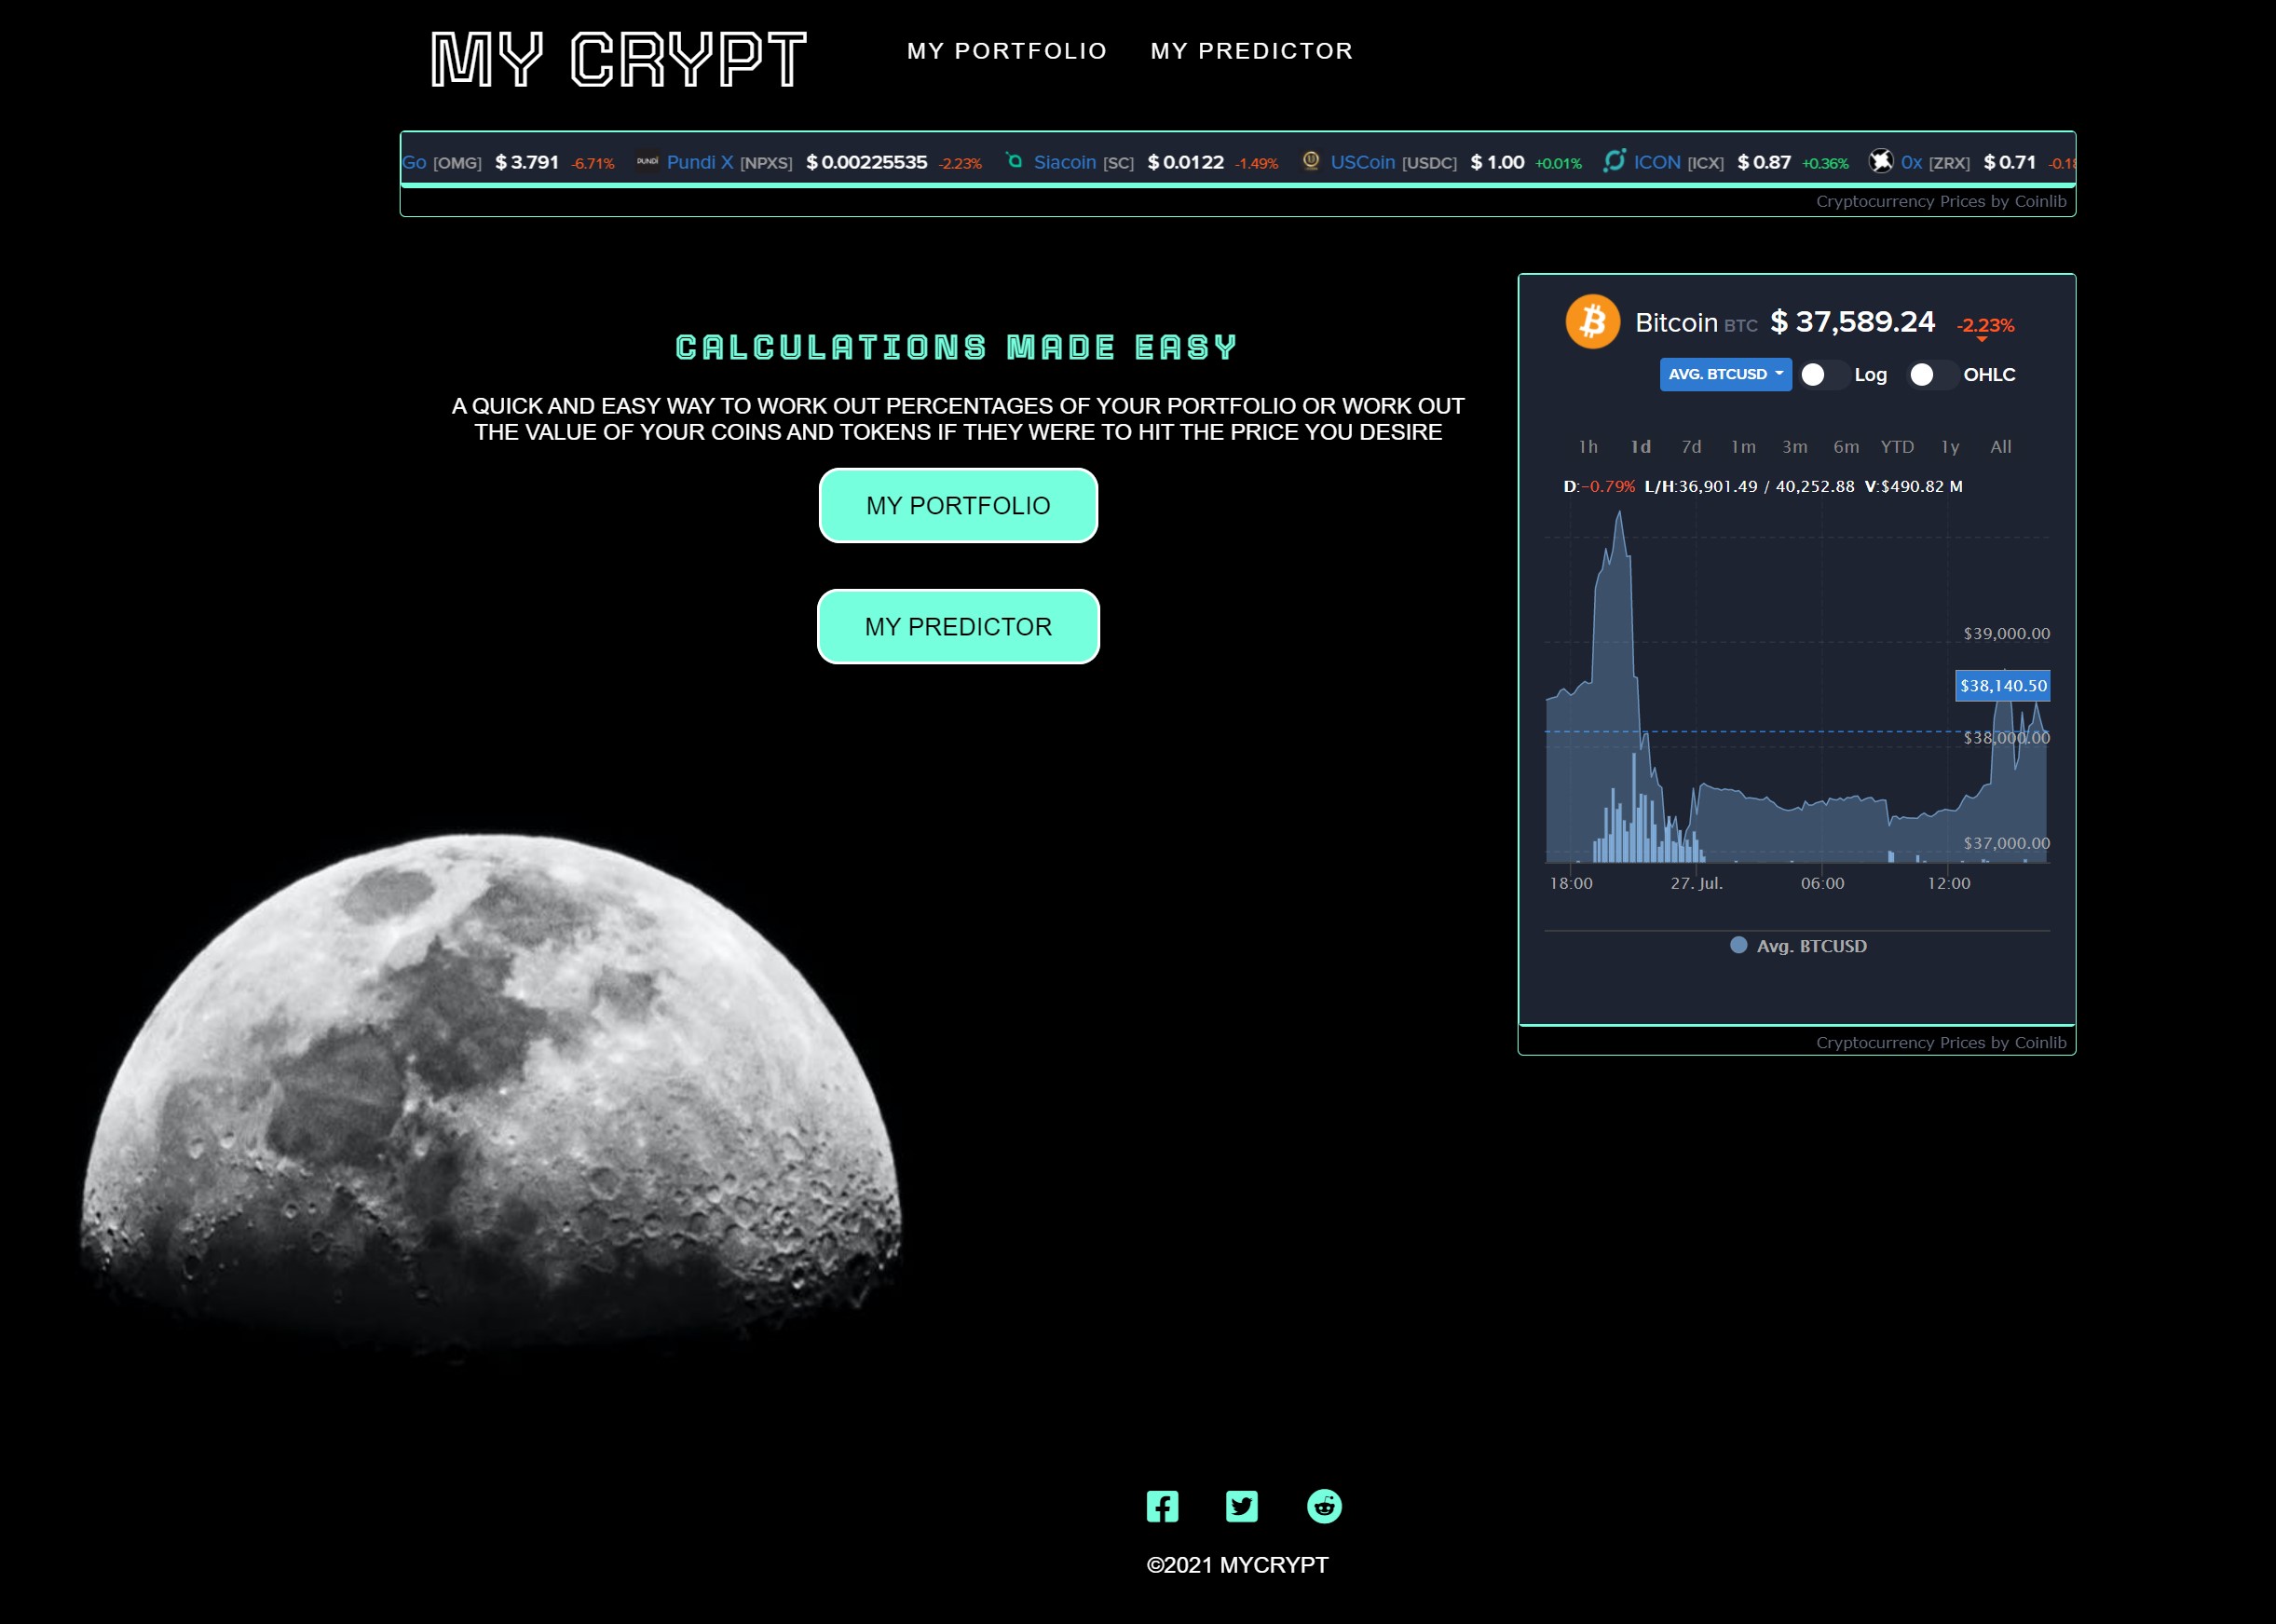 MY CRYPT
MY PORTFOLIO MY PREDICTOR
Go [OMG] $ 3.791 -6.71% PUNDI Pundi X [NPXS] $ 0.00225535 -2.23% Siacoin [SC] $ 0.0122 -1.49% USCoin [USDC] $ 1.00 +0.01% ICON [ICX] $ 0.87 +0.36% 0x [ZRX] $ 0.71 -0.18
Cryptocurrency Prices by Coinlib
CALCULATIONS MADE EASY
A QUICK AND EASY WAY TO WORK OUT PERCENTAGES OF YOUR PORTFOLIO OR WORK OUT
THE VALUE OF YOUR COINS AND TOKENS IF THEY WERE TO HIT THE PRICE YOU DESIRE
MY PORTFOLIO
MY PREDICTOR
Bitcoin BTC $ 37,589.24 -2.23%
AVG. BTCUSD Log OHLC
1h 1d 7d 1m 3m 6m YTD 1y All
D:-0.79% L/H:36,901.49 / 40,252.88 V:$490.82 M
$39,000.00
$38,140.50
$38,000.00
$37,000.00
18:00 27. Jul. 06:00 12:00
Avg. BTCUSD
Cryptocurrency Prices by Coinlib
©2021 MYCRYPT